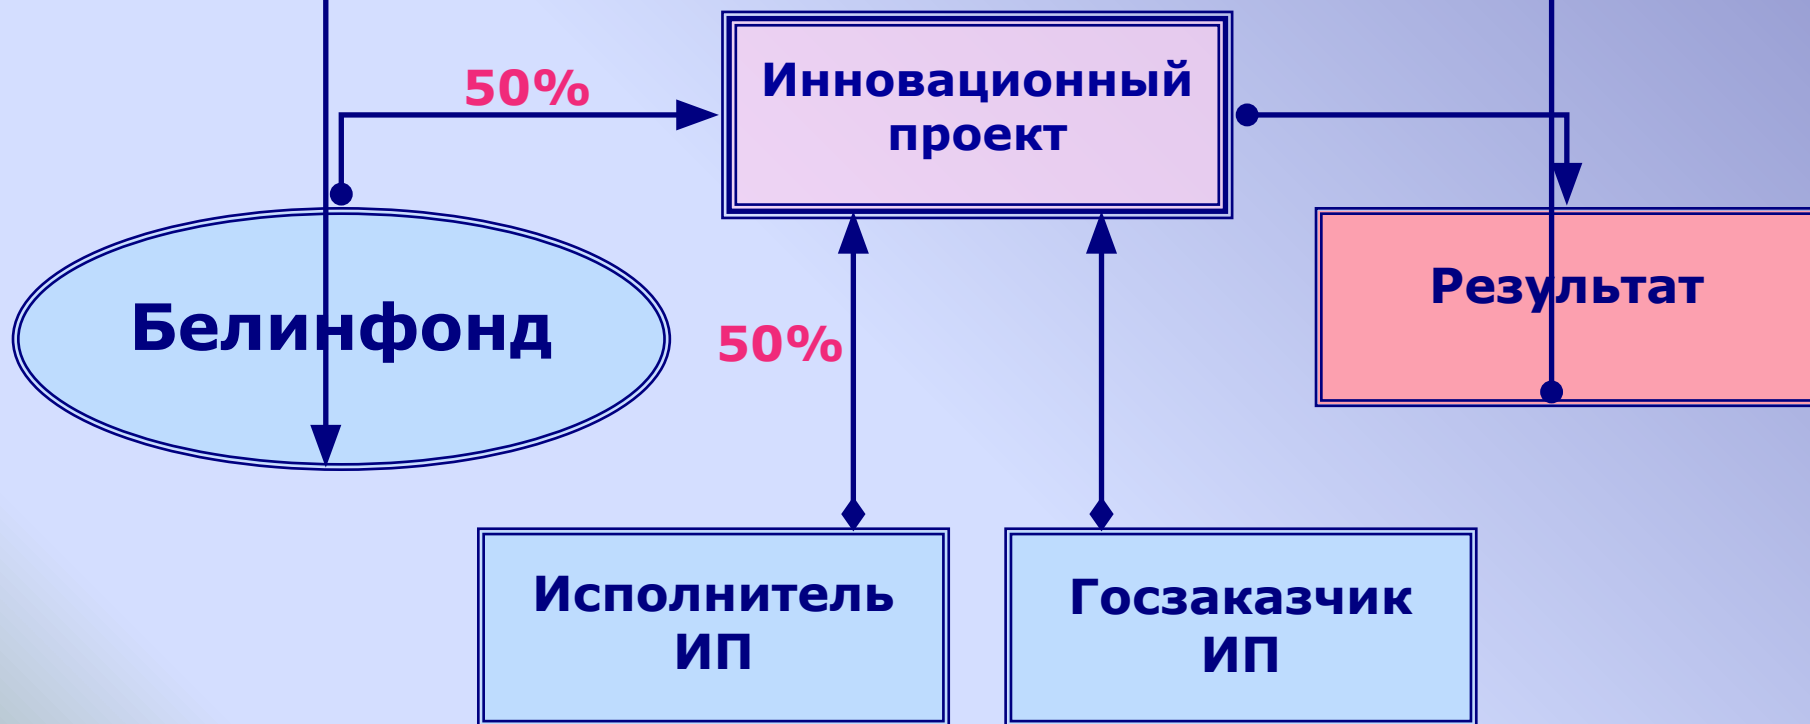 50%
Инновационный
проект
Белинфонд
50%
Результат
Исполнитель
ИП
Госзаказчик
ИП